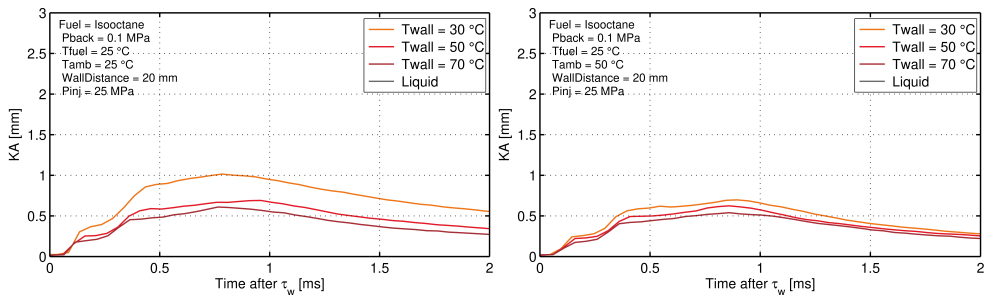 Fuel = Isooctane
Pback = 0.1 MPa
Tfuel = 25 °C
Tamb = 25 °C
WallDistance = 20 mm
Pinj = 25 MPa
Twall = 30 °C
Twall = 50 °C
Twall = 70 °C
Liquid
3
2.5
2
1.5
1
0.5
0
KA [mm]
0 0.5 1 1.5 2
Time after τw [ms]
Fuel = Isooctane
Pback = 0.1 MPa
Tfuel = 25 °C
Tamb = 50 °C
WallDistance = 20 mm
Pinj = 25 MPa
Twall = 30 °C
Twall = 50 °C
Twall = 70 °C
Liquid
3
2.5
2
1.5
1
0.5
0
KA [mm]
0 0.5 1 1.5 2
Time after τw [ms]